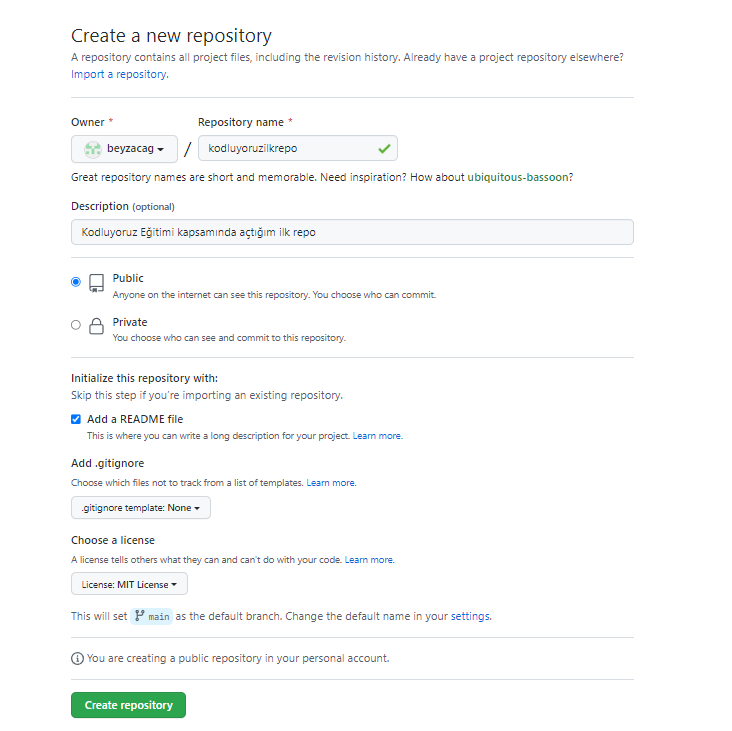 Create a new repository
A repository contains all project files, including the revision history. Already have a project repository elsewhere?
Import a repository.
Owner * Repository name *
beyzacag / kodluyoruzilkrepo
Great repository names are short and memorable. Need inspiration? How about ubiquitous-bassoon?
Description (optional)
Kodluyoruz Eğitimi kapsamında açtığım ilk repo
Public
Anyone on the internet can see this repository. You choose who can commit.
Private
You choose who can see and commit to this repository.
Initialize this repository with:
Skip this step if you're importing an existing repository.
Add a README file
This is where you can write a long description for your project. Learn more.
Add .gitignore
Choose which files not to track from a list of templates. Learn more.
.gitignore template: None
Choose a license
A license tells others what they can and can't do with your code. Learn more.
License: MIT License
This will set main as the default branch. Change the default name in your settings.
You are creating a public repository in your personal account.
Create repository